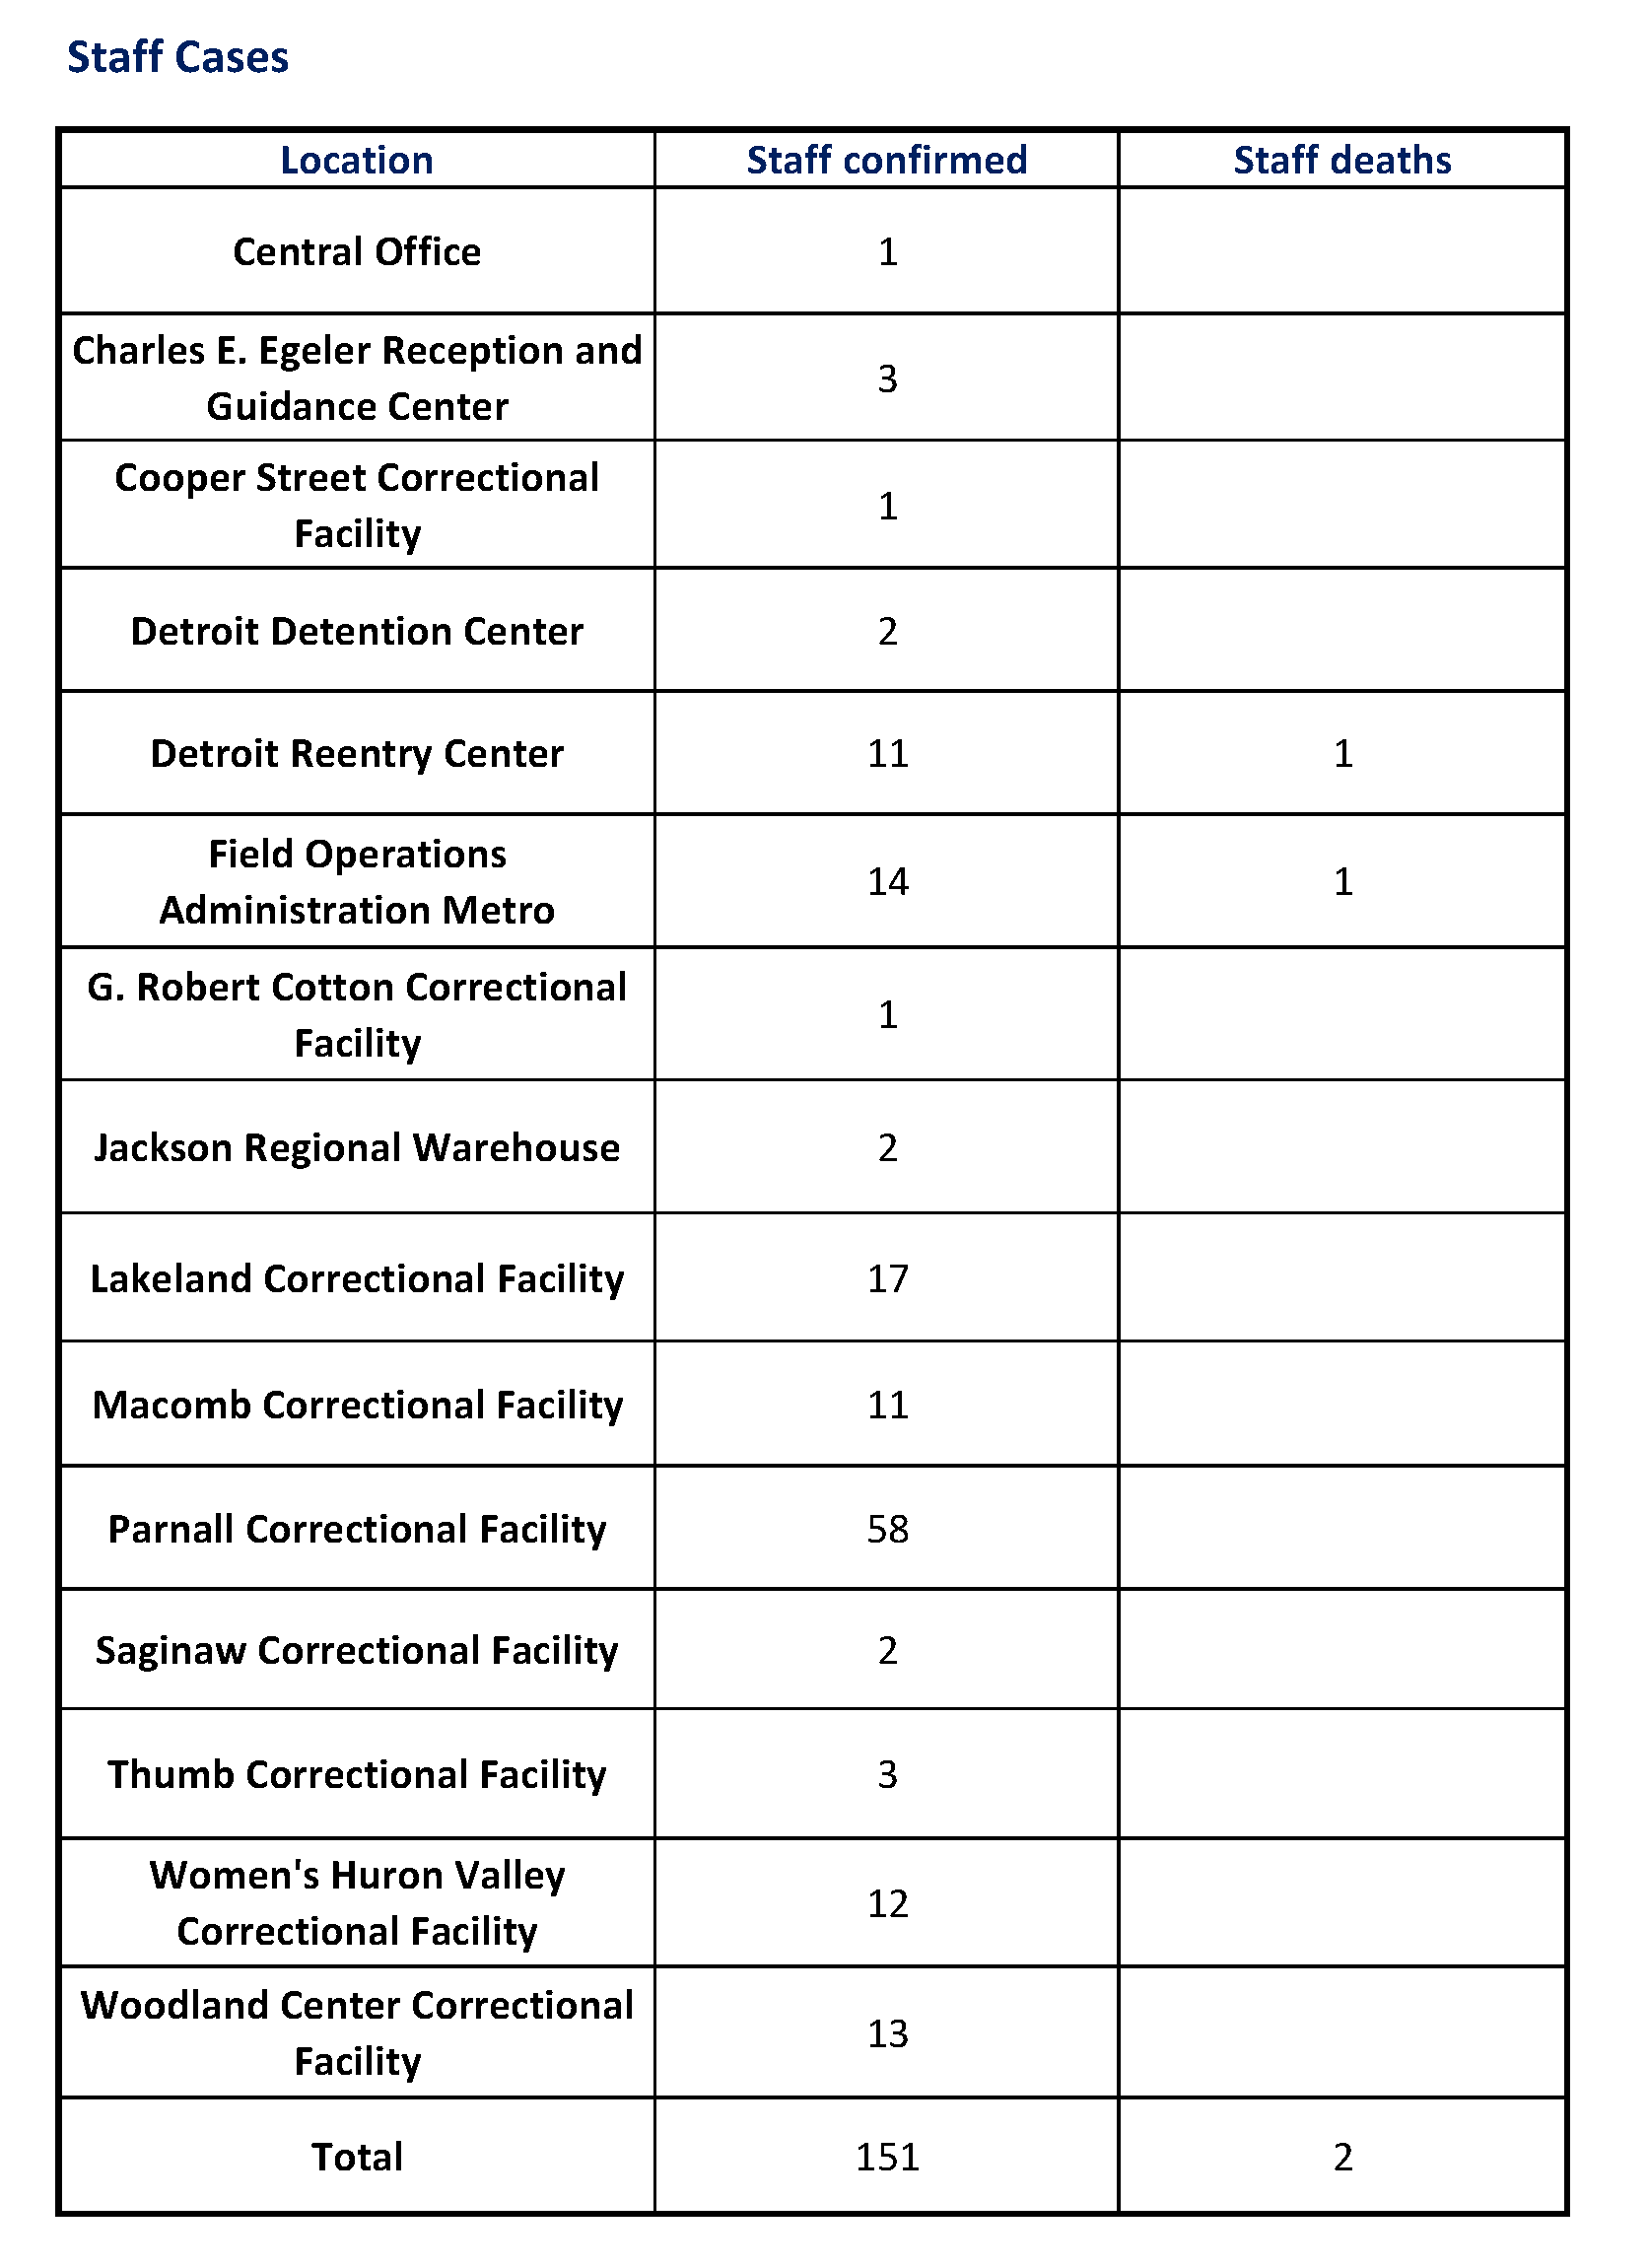 Staff Cases
Location Staff confirmed Staff deaths
Central Office 1
Charles E. Egeler Reception and
Guidance Center 3
Cooper Street Correctional
Facility 1
Detroit Detention Center 2
Detroit Reentry Center 11 1
Field Operations
Administration Metro 14 1
G. Robert Cotton Correctional
Facility 1
Jackson Regional Warehouse 2
Lakeland Correctional Facility 17
Macomb Correctional Facility 11
Parnall Correctional Facility 58
Saginaw Correctional Facility 2
Thumb Correctional Facility 3
Women's Huron Valley
Correctional Facility 12
Woodland Center Correctional
Facility 13
Total 151 2